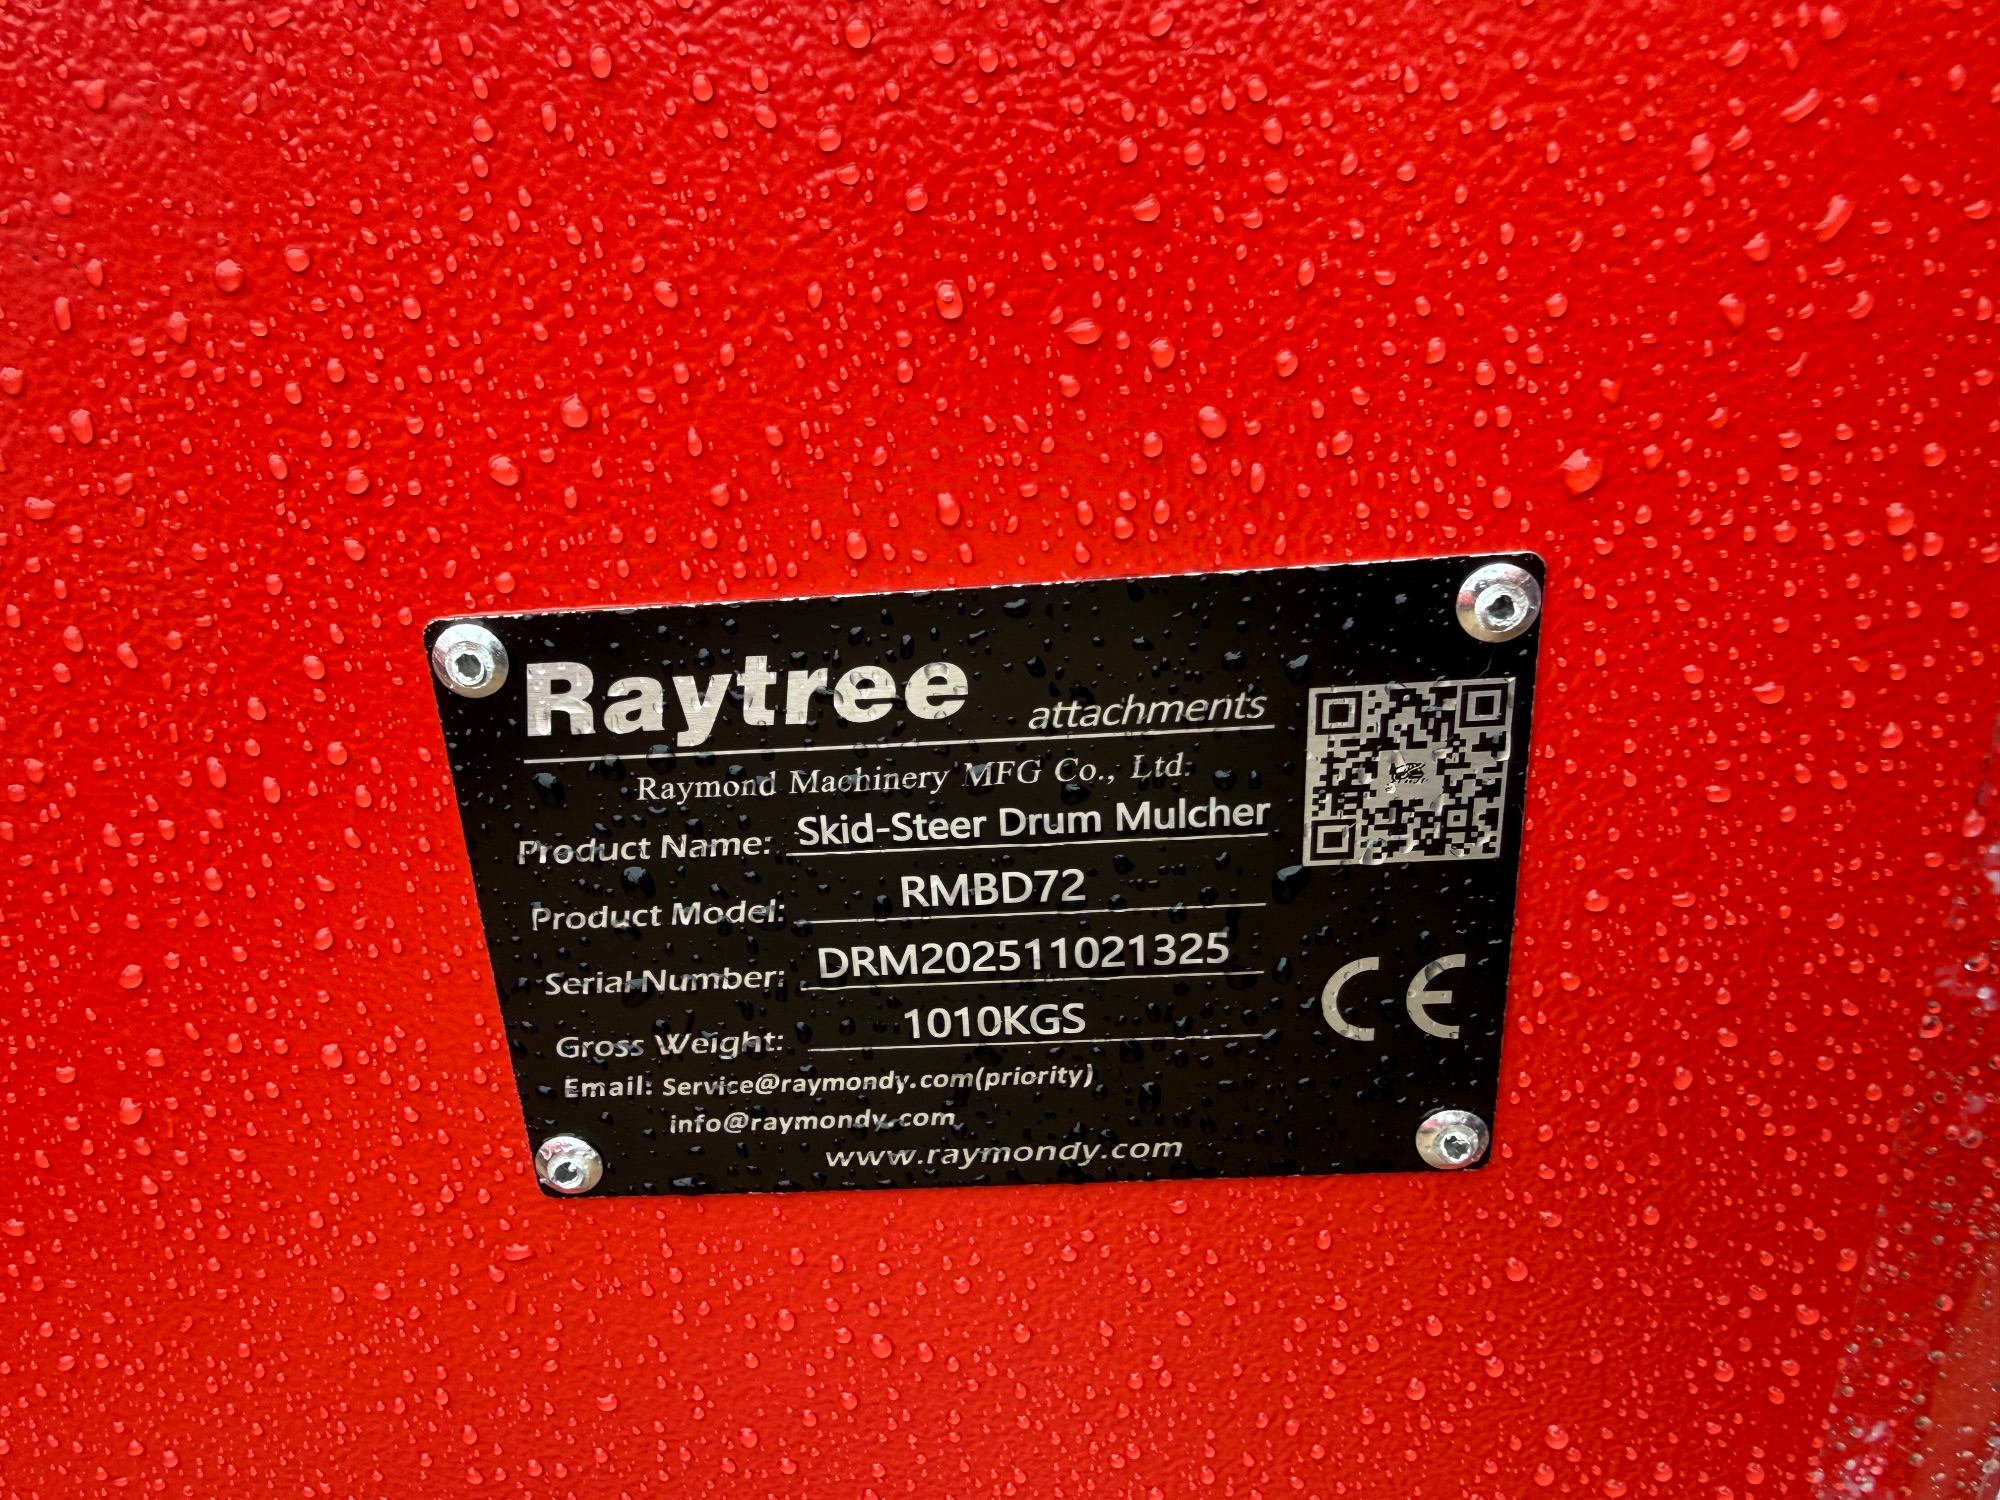 Raytree attachments
Raymond Machinery MFG Co., Ltd.
Product Name: Skid-Steer Drum Mulcher
Product Model: RMBD72
Serial Number: DRM202511021325
Gross Weight: 1010KGS
CE
Email: Service@raymondy.com(priority)
info@raymondy.com
www.raymondy.com